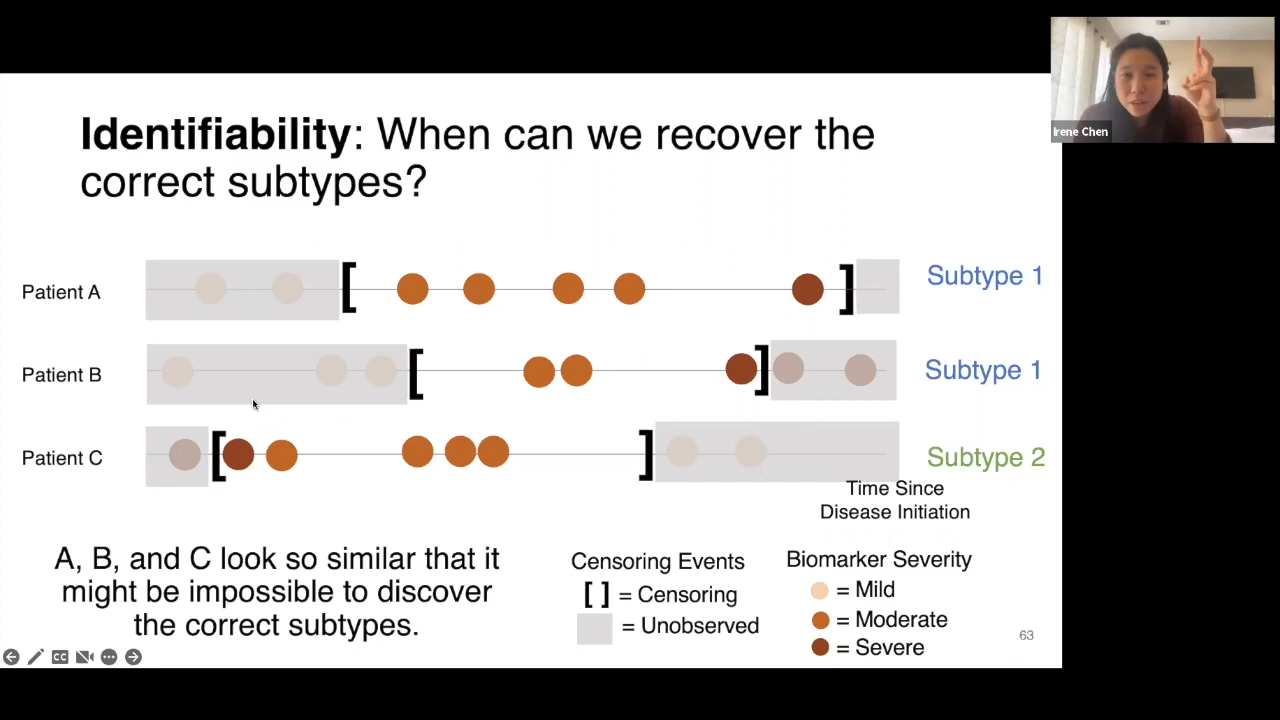 Irene Chen
Identifiability: When can we recover the
correct subtypes?
Patient A
[
]
Subtype 1
Patient B
[
]
Subtype 1
Patient C
[
]
Subtype 2
Time Since
Disease Initiation
A, B, and C look so similar that it
might be impossible to discover
the correct subtypes.
Censoring Events
[ ] = Censoring
= Unobserved
Biomarker Severity
= Mild
= Moderate
= Severe
63
CC